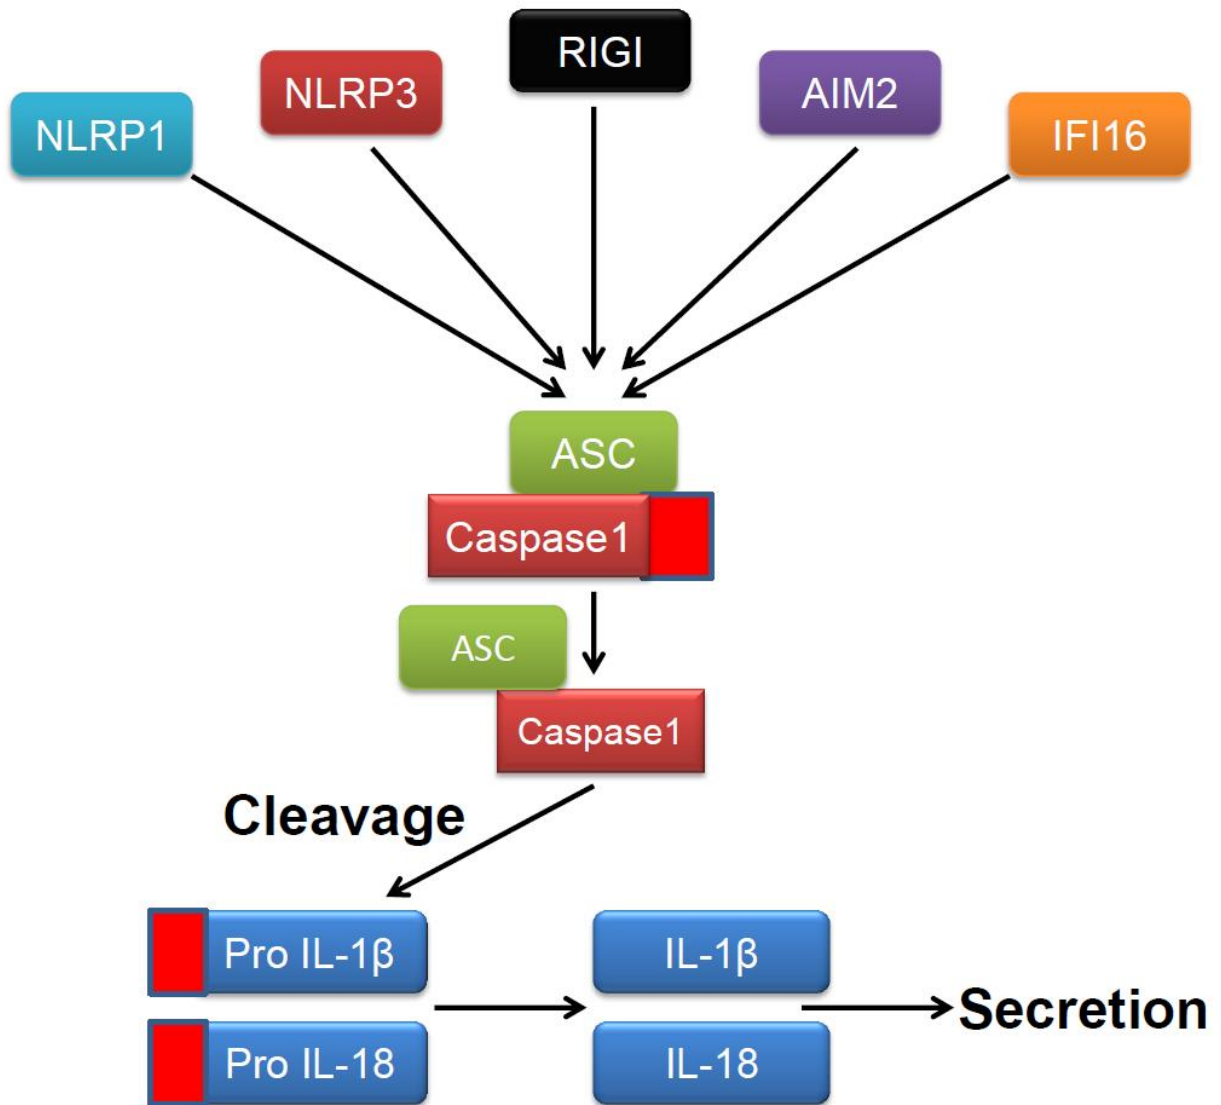 NLRP1
NLRP3
RIGI
AIM2
IFI16
ASC
Caspase1
ASC
Caspase1
Cleavage
Pro IL-1β
IL-1β
Secretion
Pro IL-18
IL-18